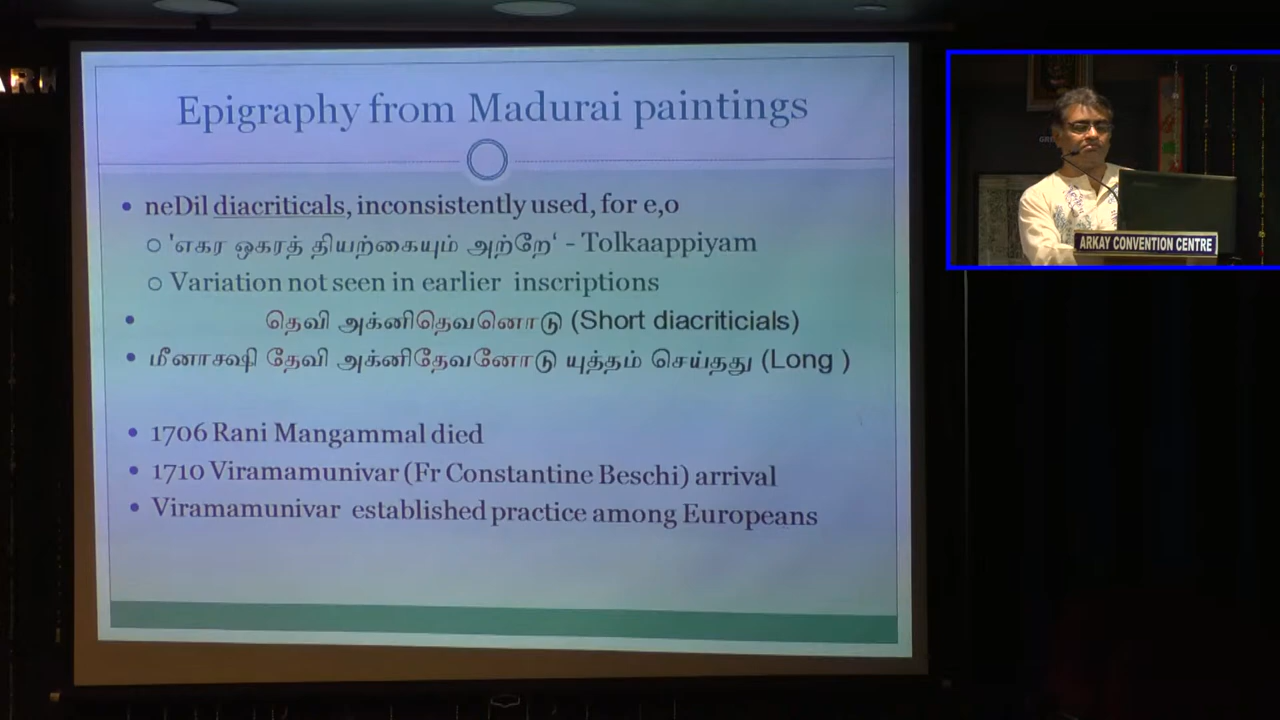 Epigraphy from Madurai paintings
• neDil diacriticals, inconsistently used, for e,o
○ 'எகர ஒகரத் தியற்கையும் அற்றே‘ - Tolkaappiyam
○ Variation not seen in earlier inscriptions
• தெவி அக்னிதெவனொடு (Short diacriticials)
• மீனாக்ஷி தேவி அக்னிதேவனோடு யுத்தம் செய்தது (Long )
• 1706 Rani Mangammal died
• 1710 Viramamunivar (Fr Constantine Beschi) arrival
• Viramamunivar established practice among Europeans
ARKAY CONVENTION CENTRE